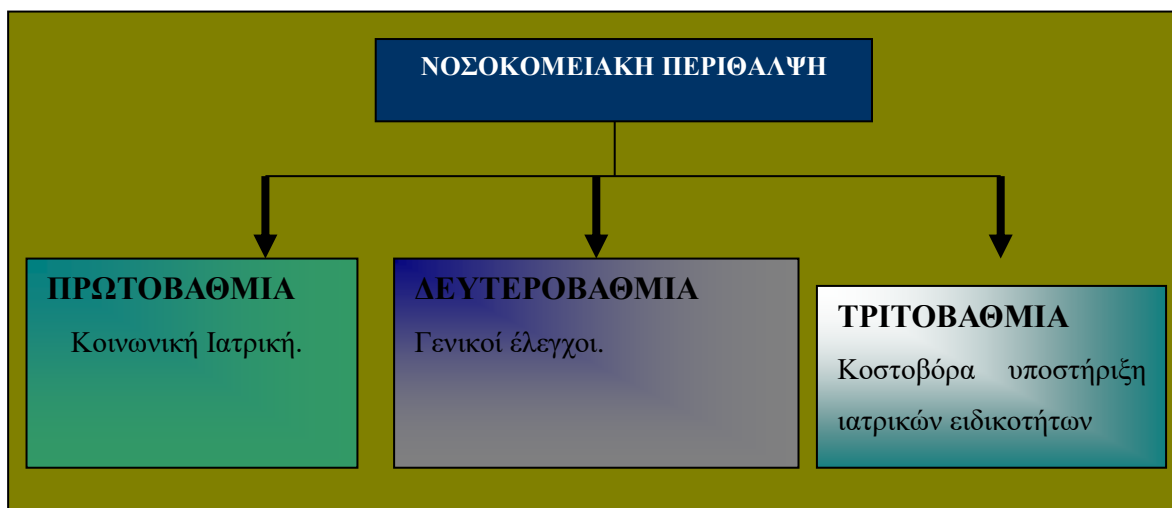 ΝΟΣΟΚΟΜΕΙΑΚΗ ΠΕΡΙΘΑΛΨΗ
ΠΡΩΤΟΒΑΘΜΙΑ
Κοινωνική Ιατρική.
ΔΕΥΤΕΡΟΒΑΘΜΙΑ
Γενικοί έλεγχοι.
ΤΡΙΤΟΒΑΘΜΙΑ
Κοστοβόρα υποστήριξη
ιατρικών ειδικοτήτων